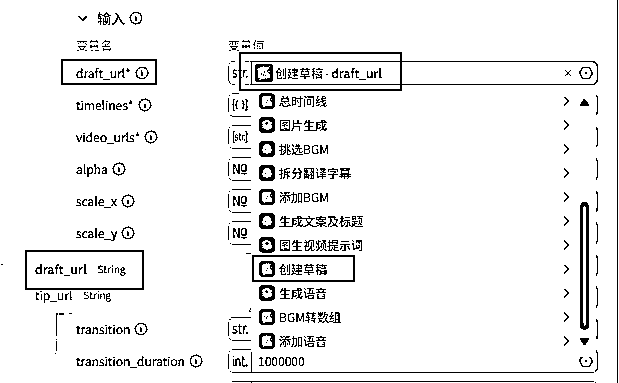 输入
变量名 变量值
draft_url* str. 创建草稿 - draft_url
timelines* [{}] 总时间线
图片生成
video_urls* [str] 挑选BGM
alpha 拆分翻译字幕
scale_x 添加BGM
生成文案及标题
scale_y 图生视频提示词
draft_url String 创建草稿
tip_url String 生成语音
BGM转数组
transition str. 添加语音
transition_duration int. 1000000